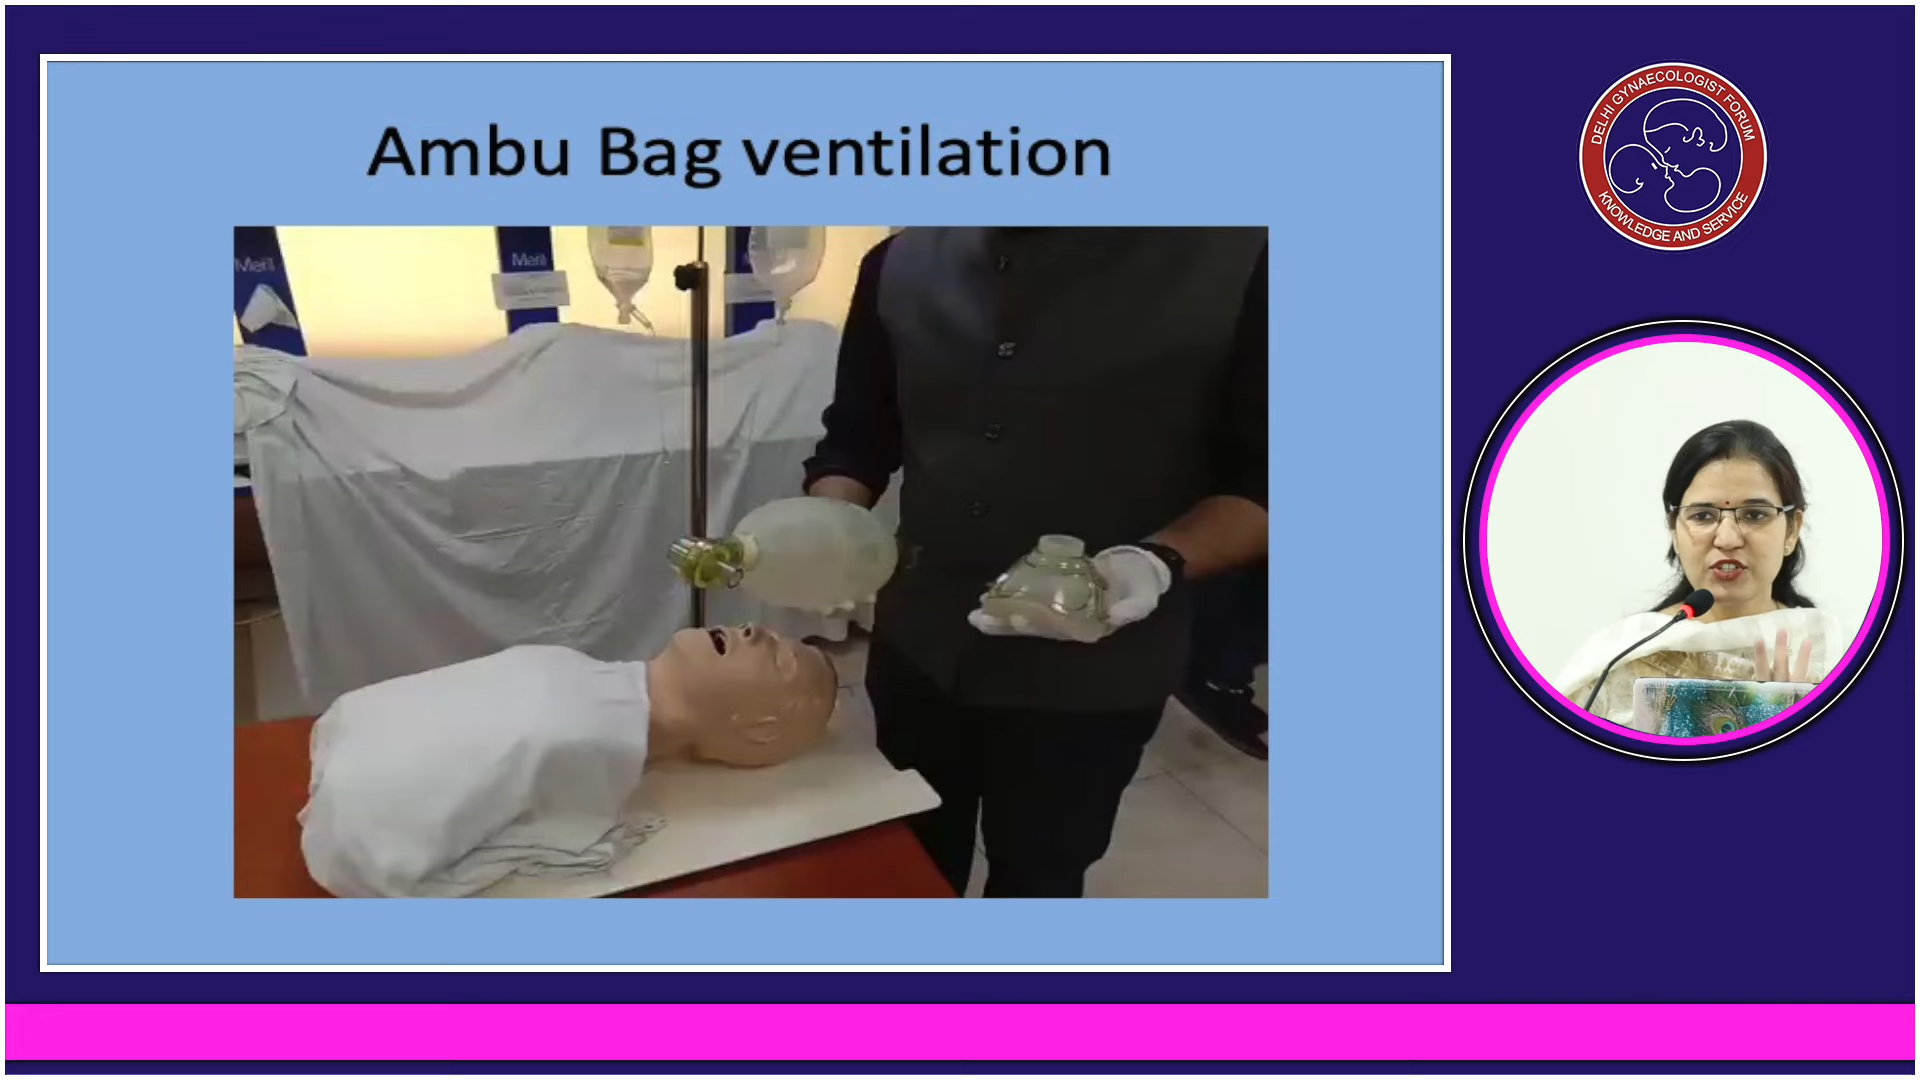 Ambu Bag ventilation
Meril
Meril
DELHI GYNAECOLOGIST FORUM
KNOWLEDGE AND SERVICE